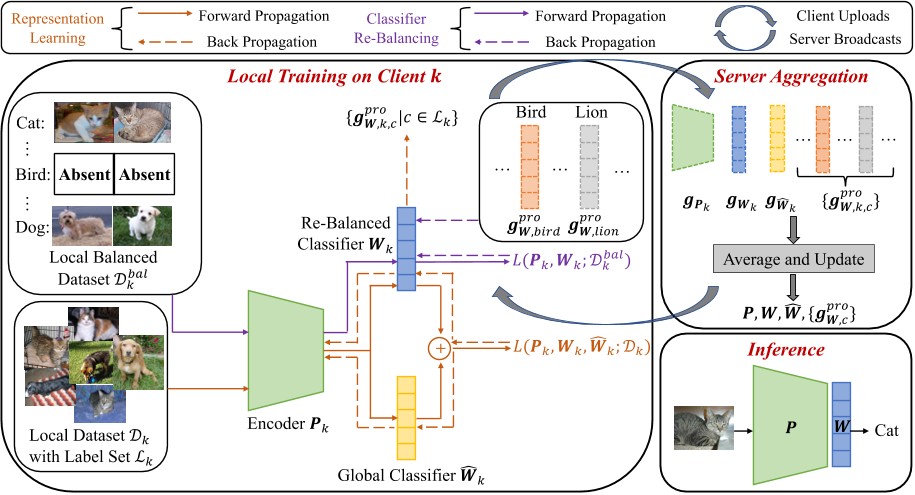 Representation Learning
Forward Propagation
Back Propagation
Classifier Re-Balancing
Forward Propagation
Back Propagation
Client Uploads
Server Broadcasts
Local Training on Client k
Cat:
⋮
Bird: Absent Absent
⋮
Dog:
Local Balanced
Dataset 𝒟_k^{bal}
{g_{W,k,c}^{pro}|c ∈ ℒ_k}
Bird Lion
... ... ...
g_{W,bird}^{pro} g_{W,lion}^{pro}
Re-Balanced
Classifier W_k
L(P_k, W_k; 𝒟_k^{bal})
L(P_k, W_k, Ŵ_k; 𝒟_k)
+
Encoder P_k
Local Dataset 𝒟_k
with Label Set ℒ_k
Global Classifier Ŵ_k
Server Aggregation
... ... ...
g_{P_k} g_{W_k} g_{Ŵ_k} {g_{W,k,c}^{pro}}
Average and Update
P, W, Ŵ, {g_{W,c}^{pro}}
Inference
P W Cat